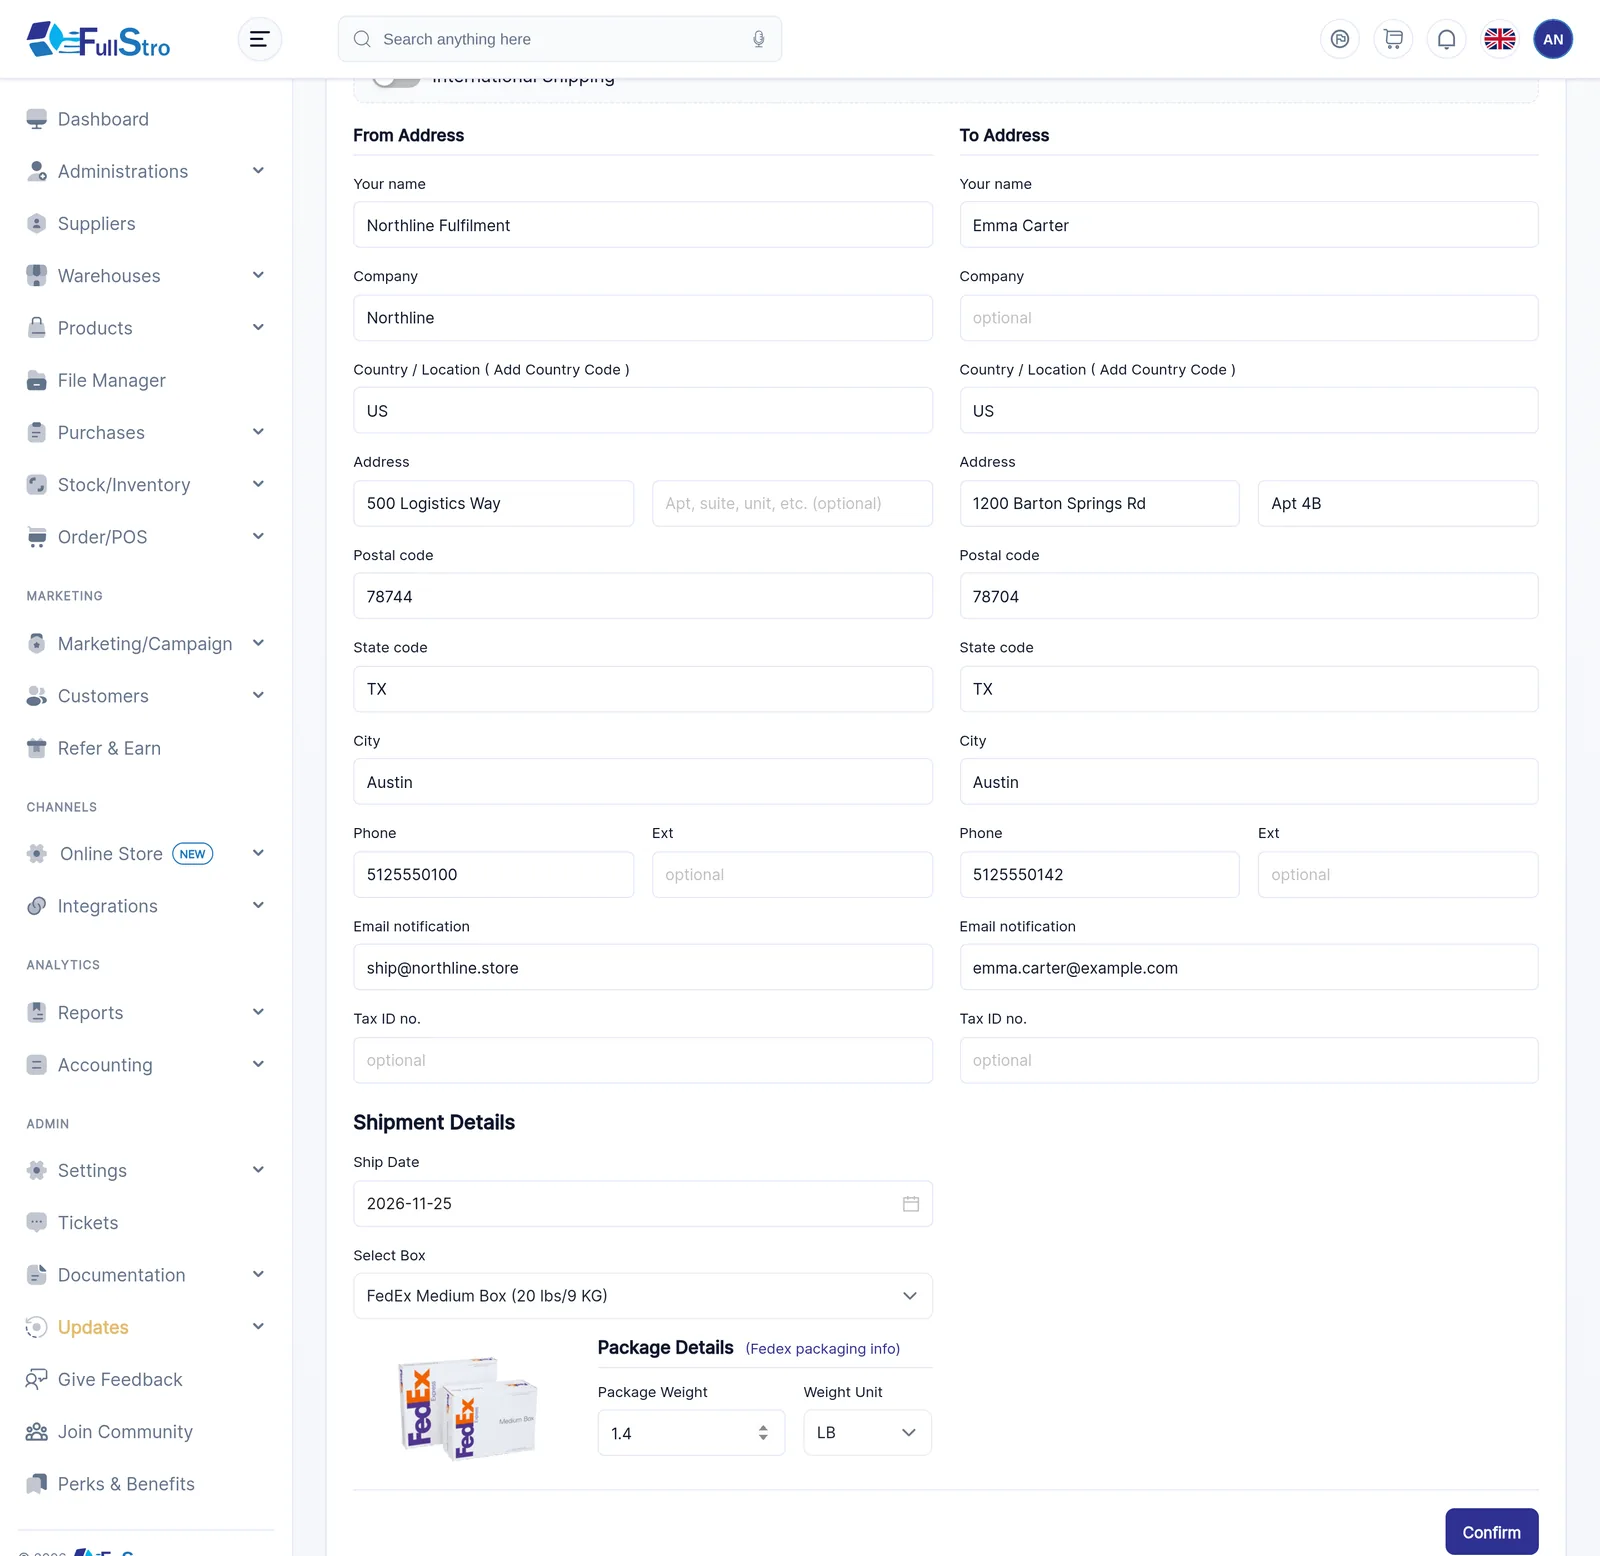 FullStro
Search anything here
AN
International Shipping
Dashboard
Administrations
Suppliers
Warehouses
Products
File Manager
Purchases
Stock/Inventory
Order/POS
MARKETING
Marketing/Campaign
Customers
Refer & Earn
CHANNELS
Online Store NEW
Integrations
ANALYTICS
Reports
Accounting
ADMIN
Settings
Tickets
Documentation
Updates
Give Feedback
Join Community
Perks & Benefits
© 2026
From Address
Your name
Northline Fulfilment
Company
Northline
Country / Location ( Add Country Code )
US
Address
500 Logistics Way
Apt, suite, unit, etc. (optional)
Postal code
78744
State code
TX
City
Austin
Phone
Ext
5125550100
optional
Email notification
ship@northline.store
Tax ID no.
optional
To Address
Your name
Emma Carter
Company
optional
Country / Location ( Add Country Code )
US
Address
1200 Barton Springs Rd
Apt 4B
Postal code
78704
State code
TX
City
Austin
Phone
Ext
5125550142
optional
Email notification
emma.carter@example.com
Tax ID no.
optional
Shipment Details
Ship Date
2026-11-25
Select Box
FedEx Medium Box (20 lbs/9 KG)
FedEx
Express
FedEx
Express
Medium Box
Package Details (Fedex packaging info)
Package Weight
Weight Unit
1.4
LB
Confirm